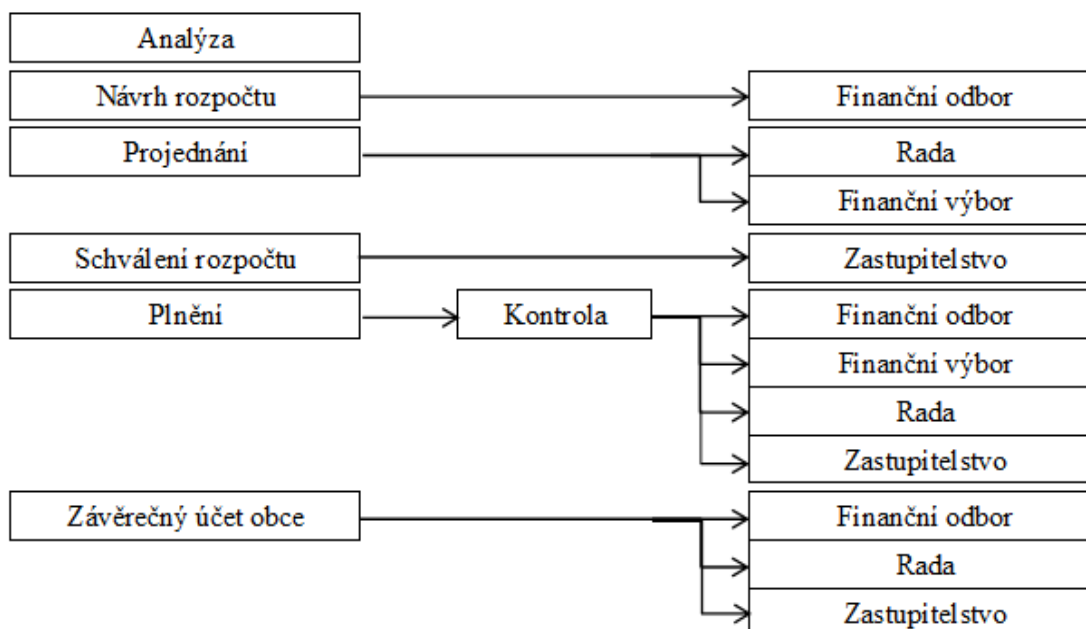 Analýza
Návrh rozpočtu
Finanční odbor
Projednání
Rada
Finanční výbor
Schválení rozpočtu
Zastupitelstvo
Plnění
Kontrola
Finanční odbor
Finanční výbor
Rada
Zastupitelstvo
Závěrečný účet obce
Finanční odbor
Rada
Zastupitelstvo